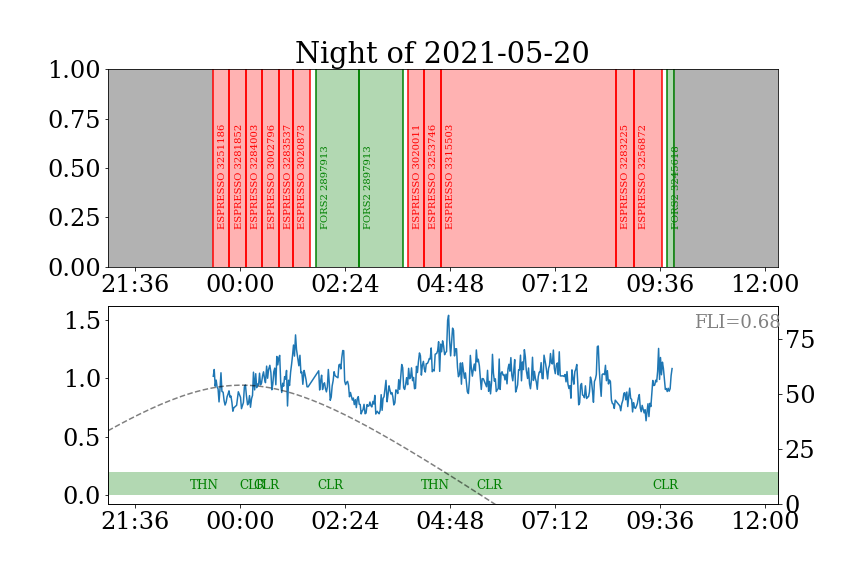 Night of 2021-05-20
1.00
0.75
0.50
0.25
0.00
ESPRESSO 3251186
ESPRESSO 3281852
ESPRESSO 3284003
ESPRESSO 3002796
ESPRESSO 3283537
ESPRESSO 3020873
FORS2 2897913
FORS2 2897913
ESPRESSO 3020011
ESPRESSO 3253746
ESPRESSO 3315503
ESPRESSO 3283225
ESPRESSO 3256872
FORS2 3245618
21:36 00:00 02:24 04:48 07:12 09:36 12:00
FLI=0.68
1.5
1.0
0.5
0.0
75
50
25
0
THN CLR CLR CLR THN CLR CLR
21:36 00:00 02:24 04:48 07:12 09:36 12:00